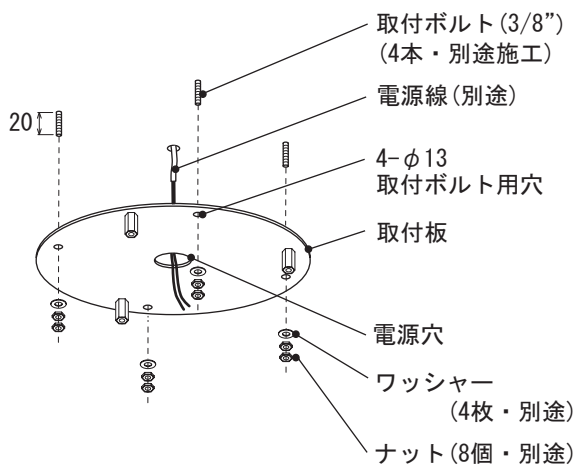 取付ボルト(3/8”)
(4本・別途施工)
電源線(別途)
20
4-φ13
取付ボルト用穴
取付板
電源穴
ワッシャー
(4枚・別途)
ナット(8個・別途)